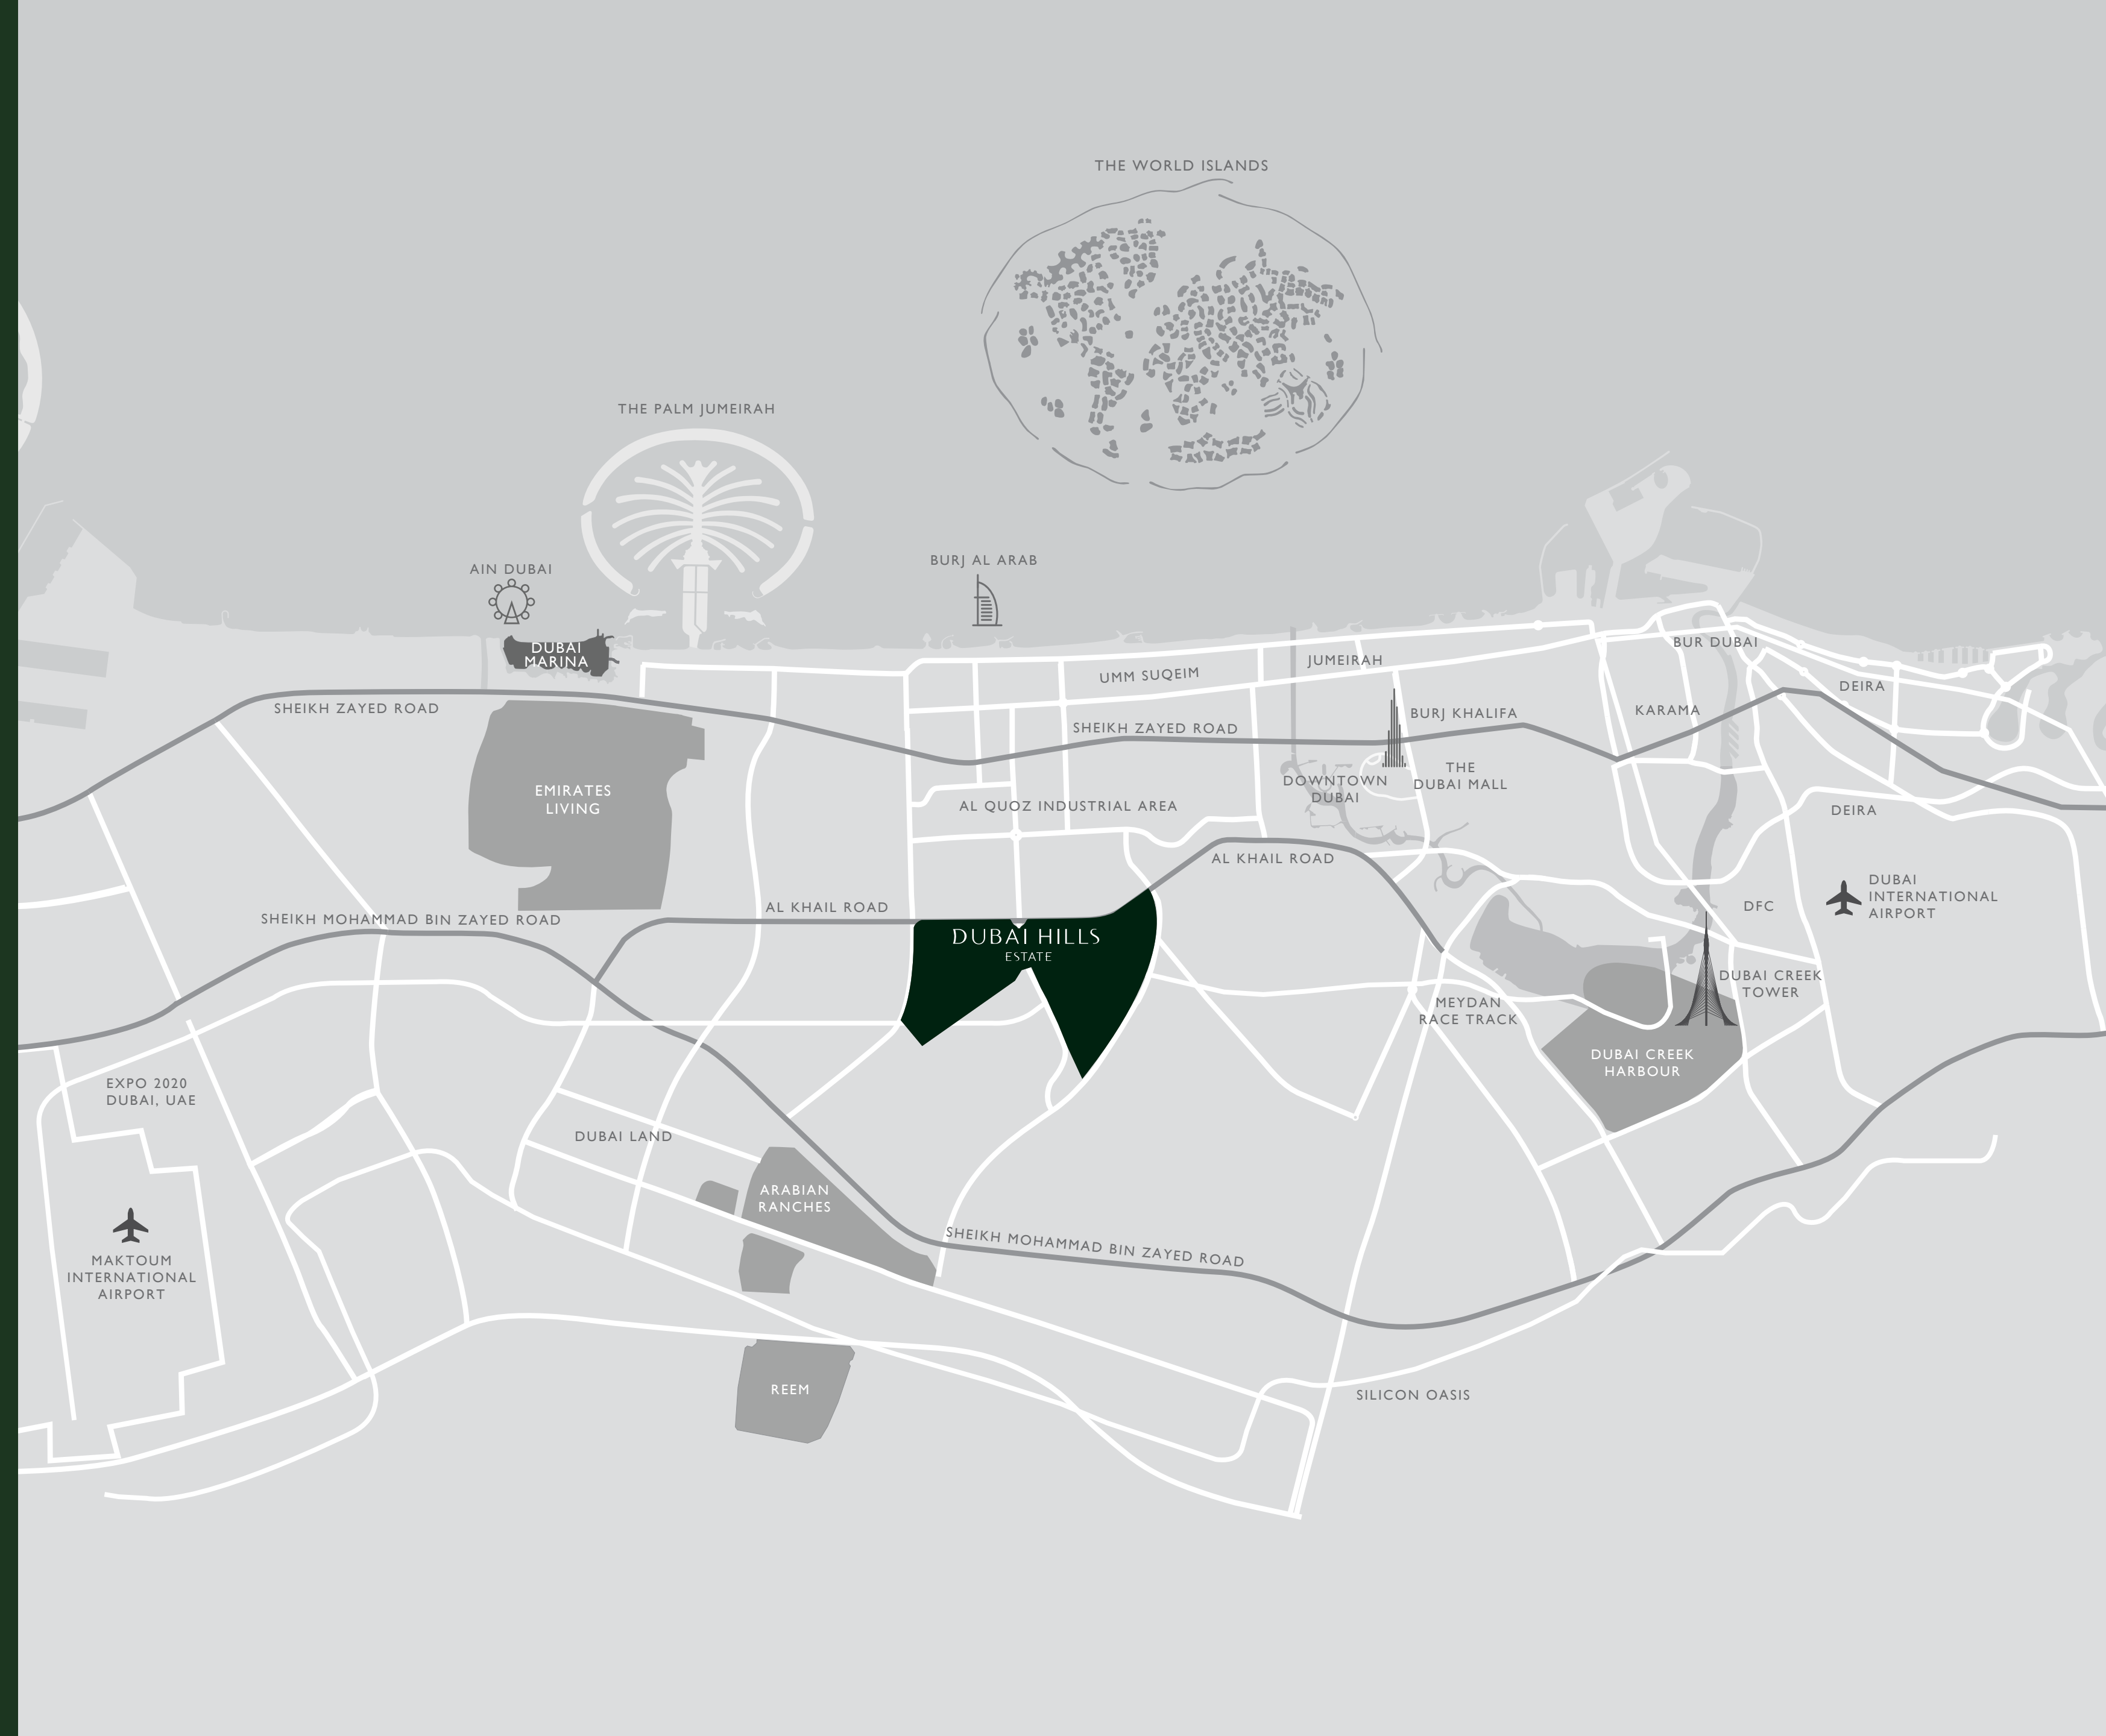 THE WORLD ISLANDS
THE PALM JUMEIRAH
AIN DUBAI
BURJ AL ARAB
DUBAI
MARINA
BUR DUBAI
JUMEIRAH
UMM SUQEIM
DEIRA
SHEIKH ZAYED ROAD
SHEIKH ZAYED ROAD
BURJ KHALIFA
KARAMA
EMIRATES
LIVING
DOWNTOWN
DUBAI
THE
DUBAI MALL
AL QUOZ INDUSTRIAL AREA
DEIRA
AL KHAIL ROAD
DUBAI
INTERNATIONAL
AIRPORT
DFC
AL KHAIL ROAD
SHEIKH MOHAMMAD BIN ZAYED ROAD
DUBAI HILLS
ESTATE
DUBAI CREEK
TOWER
MEYDAN
RACE TRACK
DUBAI CREEK
HARBOUR
EXPO 2020
DUBAI, UAE
DUBAI LAND
ARABIAN
RANCHES
SHEIKH MOHAMMAD BIN ZAYED ROAD
MAKTOUM
INTERNATIONAL
AIRPORT
REEM
SILICON OASIS